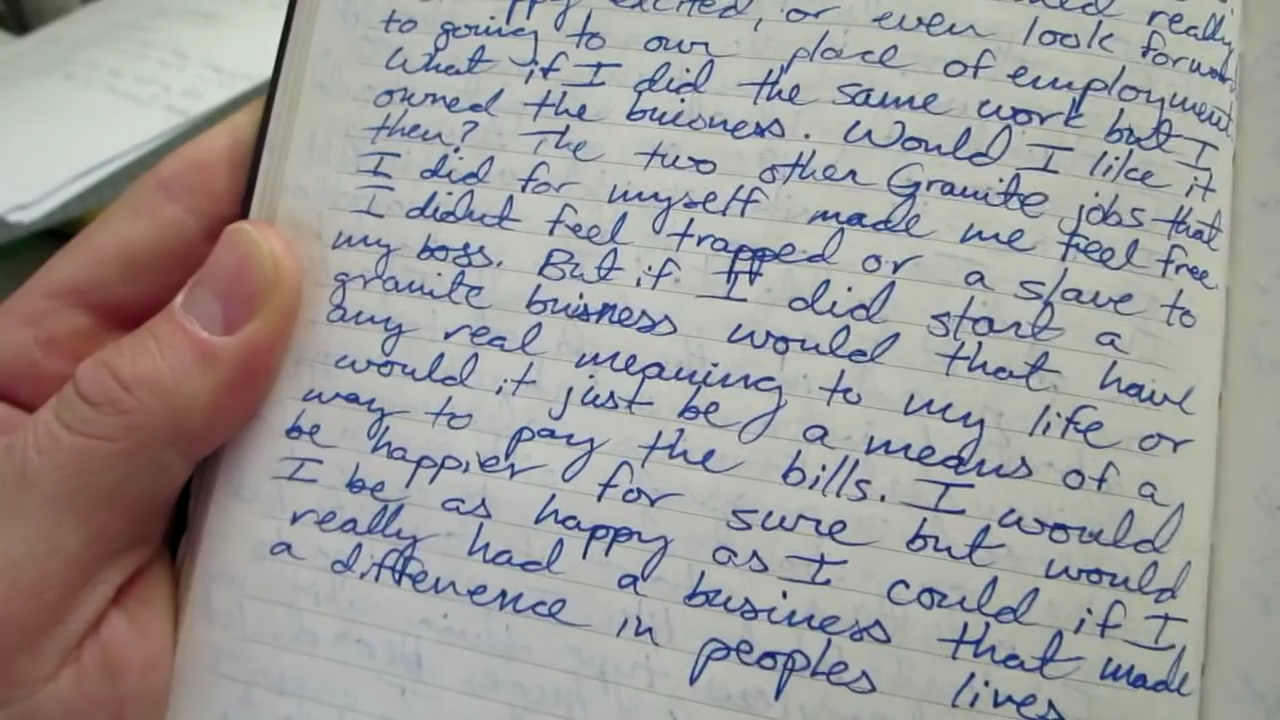 really
excited, or even look forward
to going to our place of employment
What if I did the same work but I
owned the buisness. Would I like it
then? The two other Granite jobs that
I did for myself made me feel free
I didnt feel trapped or a slave to
my boss. But if I did start a
granite buisness would that have
any real meaning to my life or
would it just be a means of a
way to pay the bills. I would
be happier for sure but would
I be as happy as I could if I
really had a business that made
a difference in peoples lives